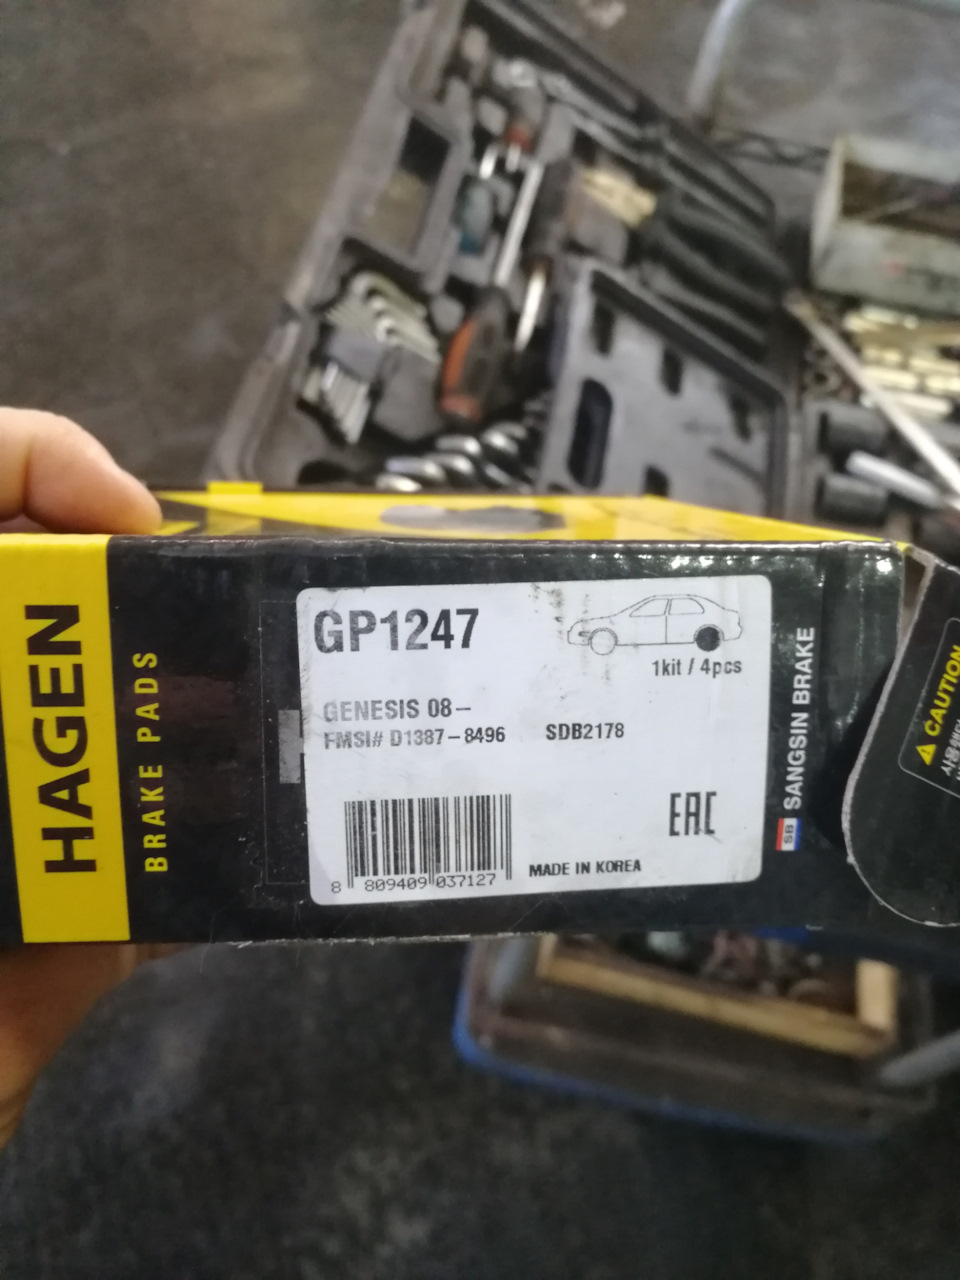 HAGEN
BRAKE PADS
GP1247
1kit / 4pcs
GENESIS 08-
FMSI# D1387-8496 SDB2178
EAC
8 809409 037127
MADE IN KOREA
SB SANGSIN BRAKE
CAUTION